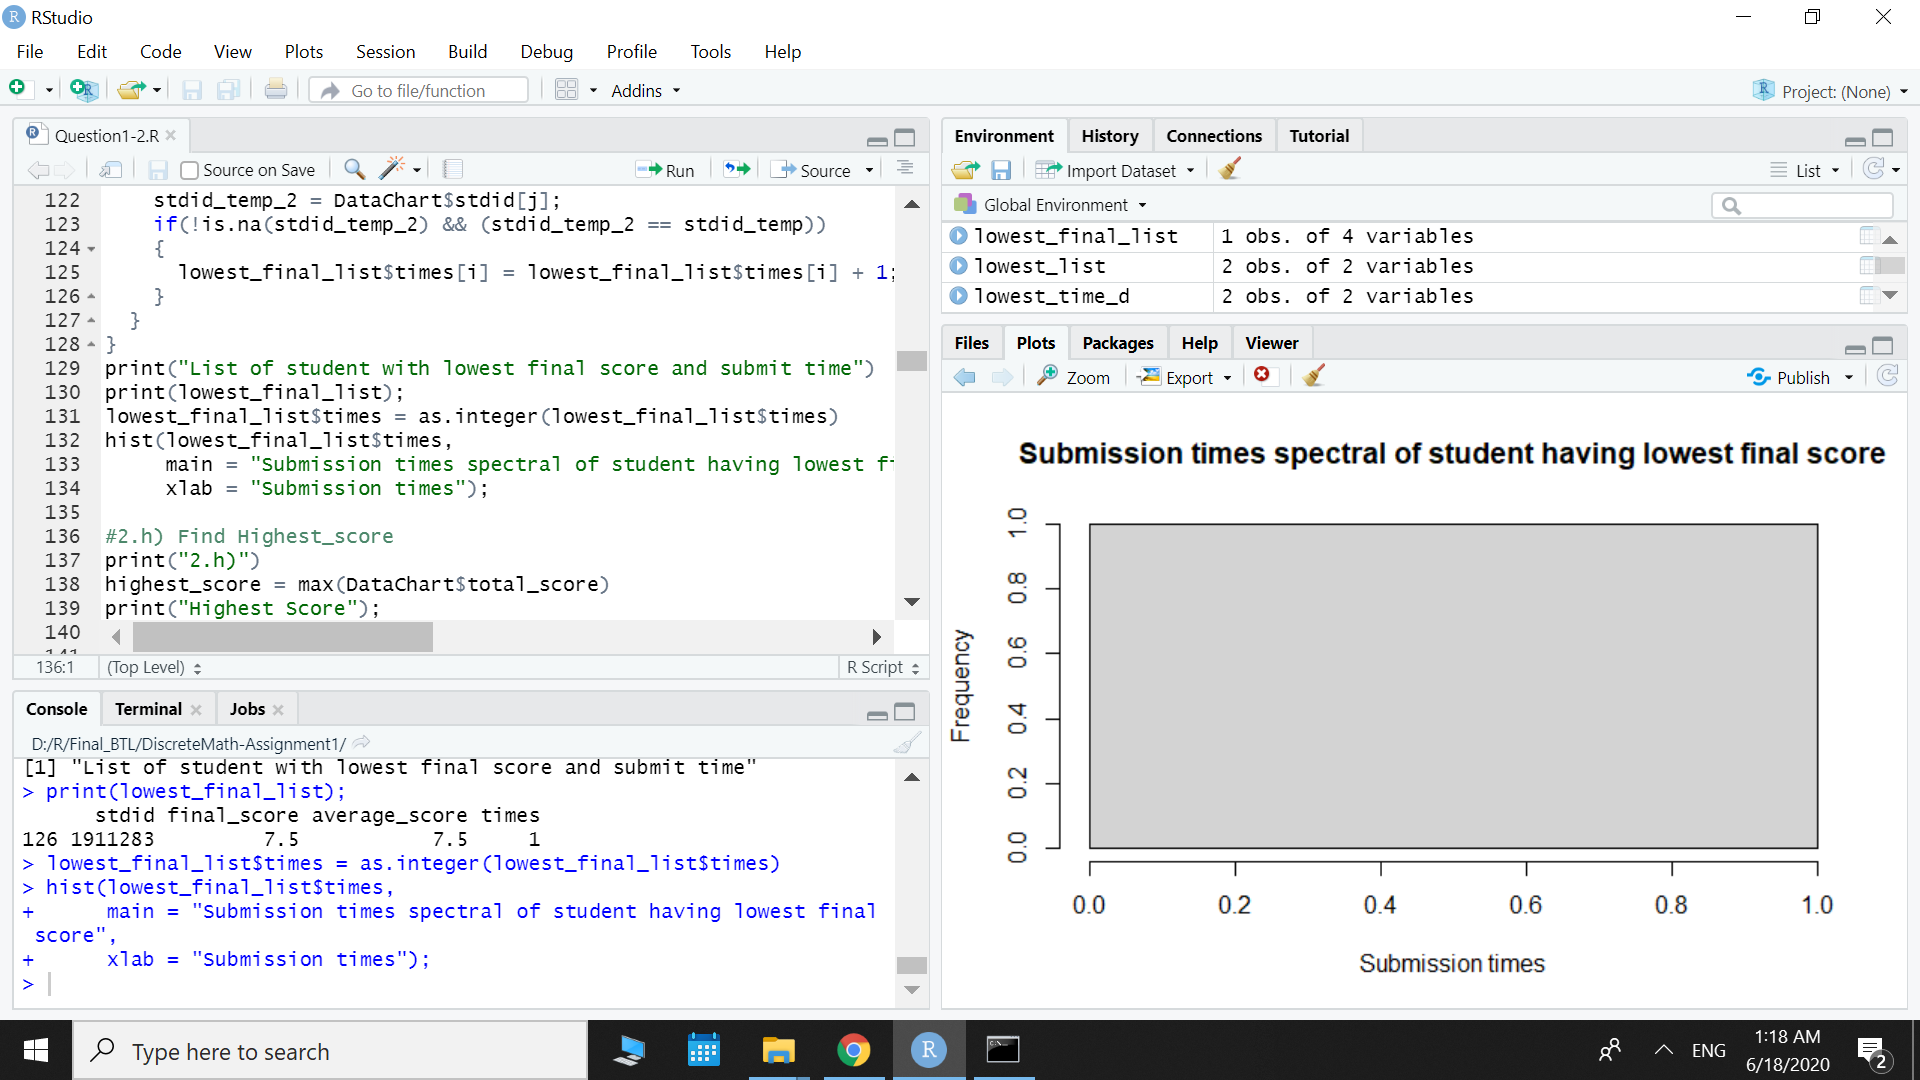 RStudio
File Edit Code View Plots Session Build Debug Profile Tools Help
Go to file/function Addins Project: (None)
Question1-2.R
Source on Save Run Source
122 stdid_temp_2 = DataChart$stdid[j];
123 if(!is.na(stdid_temp_2) && (stdid_temp_2 == stdid_temp))
124 {
125 lowest_final_list$times[i] = lowest_final_list$times[i] + 1;
126 }
127 }
128 }
129 print("List of student with lowest final score and submit time")
130 print(lowest_final_list);
131 lowest_final_list$times = as.integer(lowest_final_list$times)
132 hist(lowest_final_list$times,
133 main = "Submission times spectral of student having lowest fi
134 xlab = "Submission times");
135
136 #2.h) Find Highest_score
137 print("2.h)")
138 highest_score = max(DataChart$total_score)
139 print("Highest Score");
140
141
136:1 (Top Level) R Script
Console Terminal Jobs
D:/R/Final_BTL/DiscreteMath-Assignment1/
[1] "List of student with lowest final score and submit time"
> print(lowest_final_list);
stdid final_score average_score times
126 1911283 7.5 7.5 1
> lowest_final_list$times = as.integer(lowest_final_list$times)
> hist(lowest_final_list$times,
+ main = "Submission times spectral of student having lowest final
score",
+ xlab = "Submission times");
>
Environment History Connections Tutorial
Import Dataset List
Global Environment
lowest_final_list 1 obs. of 4 variables
lowest_list 2 obs. of 2 variables
lowest_time_d 2 obs. of 2 variables
Files Plots Packages Help Viewer
Zoom Export Publish
Submission times spectral of student having lowest final score
Frequency
1.0
0.8
0.6
0.4
0.2
0.0
0.0 0.2 0.4 0.6 0.8 1.0
Submission times
Type here to search
ENG
1:18 AM
6/18/2020
2